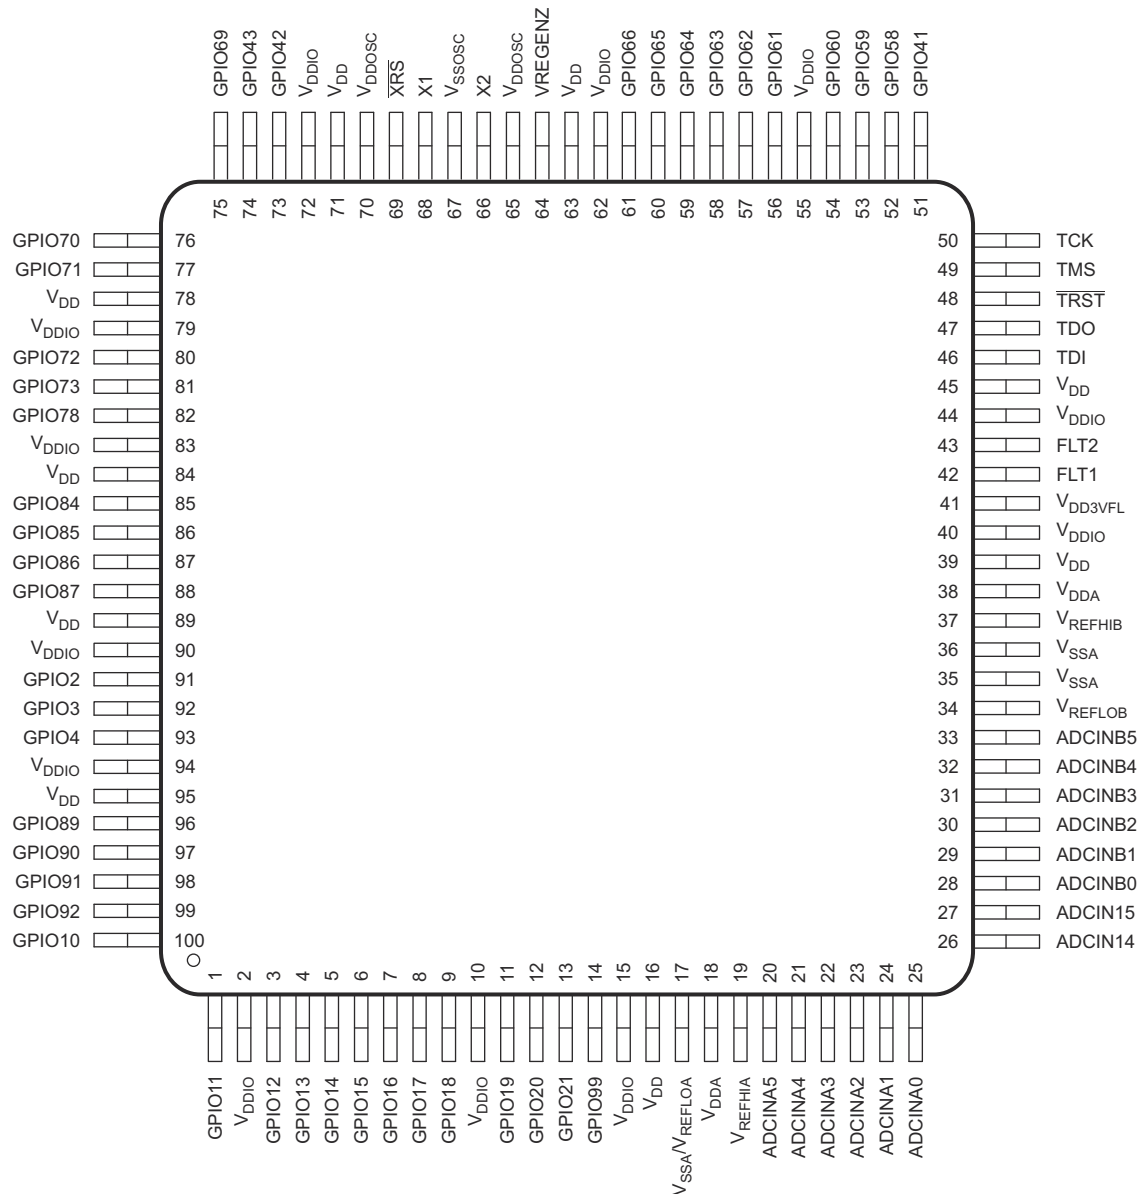 GPIO69
GPIO43
GPIO42
VDDIO
VDD
VDDOSC
XRS
X1
VSSOSC
X2
VDDOSC
VREGENZ
VDD
VDDIO
GPIO66
GPIO65
GPIO64
GPIO63
GPIO62
GPIO61
VDDIO
GPIO60
GPIO59
GPIO58
GPIO41
75
74
73
72
71
70
69
68
67
66
65
64
63
62
61
60
59
58
57
56
55
54
53
52
51
GPIO70 76
GPIO71 77
VDD 78
VDDIO 79
GPIO72 80
GPIO73 81
GPIO78 82
VDDIO 83
VDD 84
GPIO84 85
GPIO85 86
GPIO86 87
GPIO87 88
VDD 89
VDDIO 90
GPIO2 91
GPIO3 92
GPIO4 93
VDDIO 94
VDD 95
GPIO89 96
GPIO90 97
GPIO91 98
GPIO92 99
GPIO10 100
50 TCK
49 TMS
48 TRST
47 TDO
46 TDI
45 VDD
44 VDDIO
43 FLT2
42 FLT1
41 VDD3VFL
40 VDDIO
39 VDD
38 VDDA
37 VREFHIB
36 VSSA
35 VSSA
34 VREFLOB
33 ADCINB5
32 ADCINB4
31 ADCINB3
30 ADCINB2
29 ADCINB1
28 ADCINB0
27 ADCIN15
26 ADCIN14
1
2
3
4
5
6
7
8
9
10
11
12
13
14
15
16
17
18
19
20
21
22
23
24
25
GPIO11
VDDIO
GPIO12
GPIO13
GPIO14
GPIO15
GPIO16
GPIO17
GPIO18
VDDIO
GPIO19
GPIO20
GPIO21
GPIO99
VDDIO
VDD
VSSA/VREFLOA
VDDA
VREFHIA
ADCINA5
ADCINA4
ADCINA3
ADCINA2
ADCINA1
ADCINA0